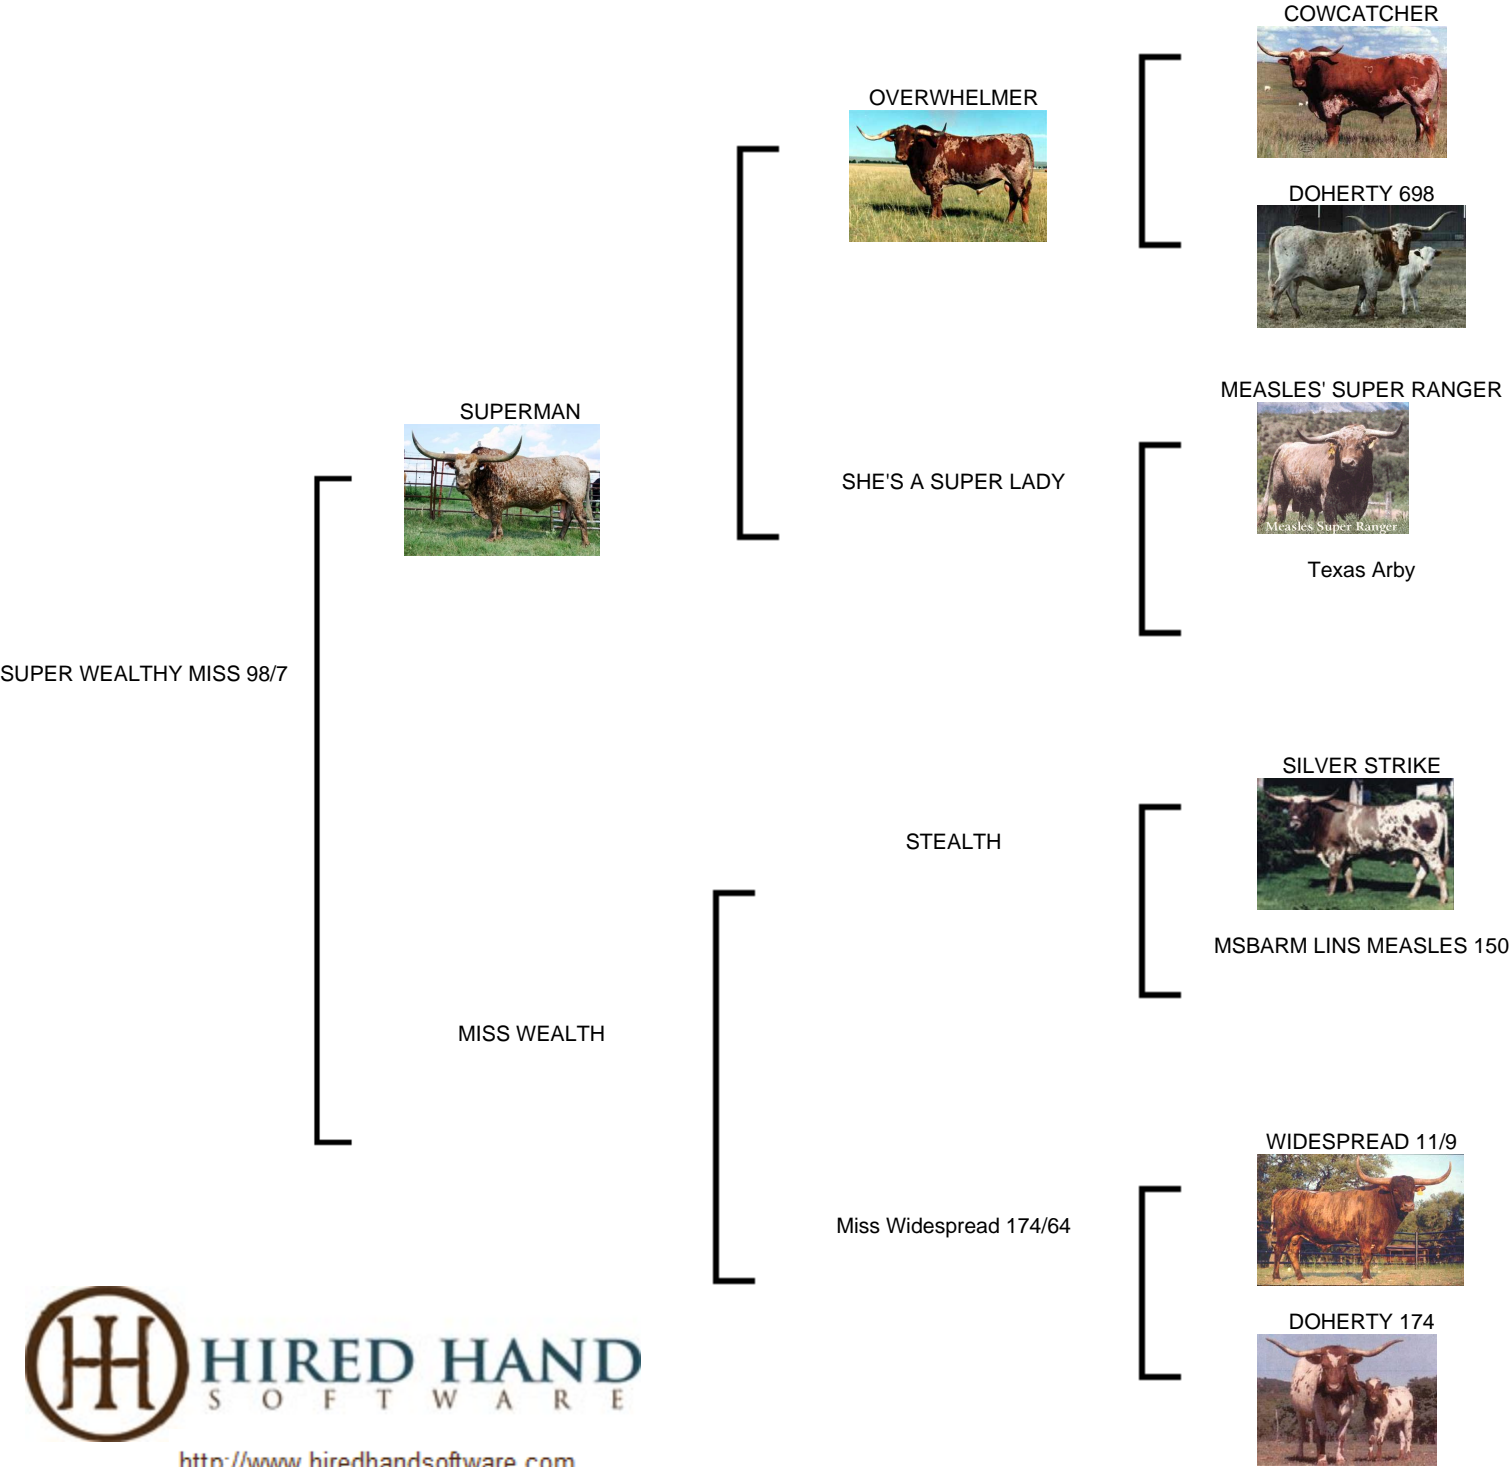 COWCATCHER
OVERWHELMER
DOHERTY 698
MEASLES' SUPER RANGER
SUPERMAN
SHE'S A SUPER LADY
Measles Super Ranger
Texas Arby
SUPER WEALTHY MISS 98/7
SILVER STRIKE
STEALTH
MSBARM LINS MEASLES 150
MISS WEALTH
WIDESPREAD 11/9
Miss Widespread 174/64
DOHERTY 174
HIRED HAND
SOFTWARE
http://www.hiredhandsoftware.com